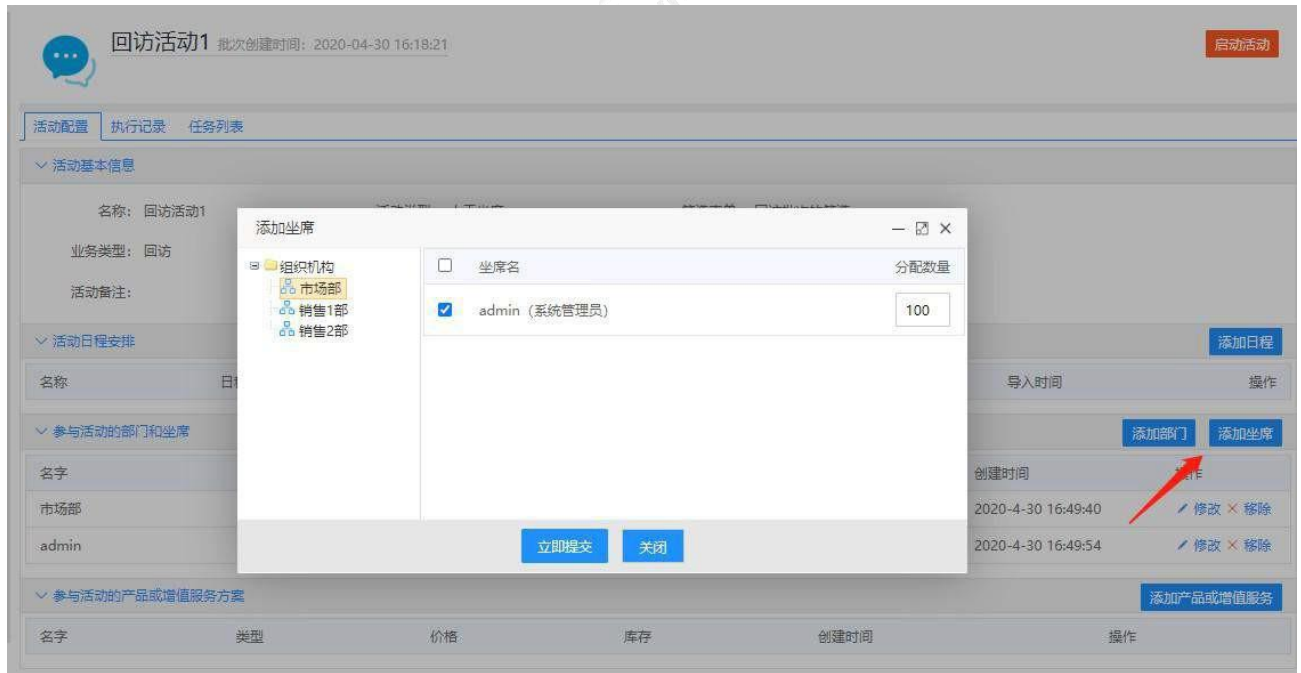 回访活动1 批次创建时间：2020-04-30 16:18:21
启动活动
活动配置 执行记录 任务列表
活动基本信息
名称： 回访活动1
业务类型： 回访
活动备注：
添加坐席
组织机构
市场部
销售1部
销售2部
坐席名 分配数量
admin（系统管理员） 100
立即提交 关闭
活动日程安排 添加日程
名称 导入时间 操作
参与活动的部门和坐席 添加部门 添加坐席
名字 创建时间
市场部 2020-4-30 16:49:40 修改 移除
admin 2020-4-30 16:49:54 修改 移除
参与活动的产品或增值服务方案 添加产品或增值服务
名字 类型 价格 库存 创建时间 操作